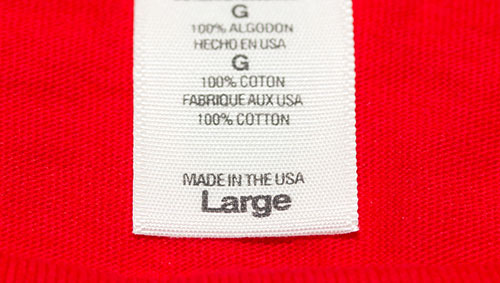 G
100% ALGODON
HECHO EN USA
G
100% COTON
FABRIQUE AUX USA
100% COTTON
MADE IN THE USA
Large